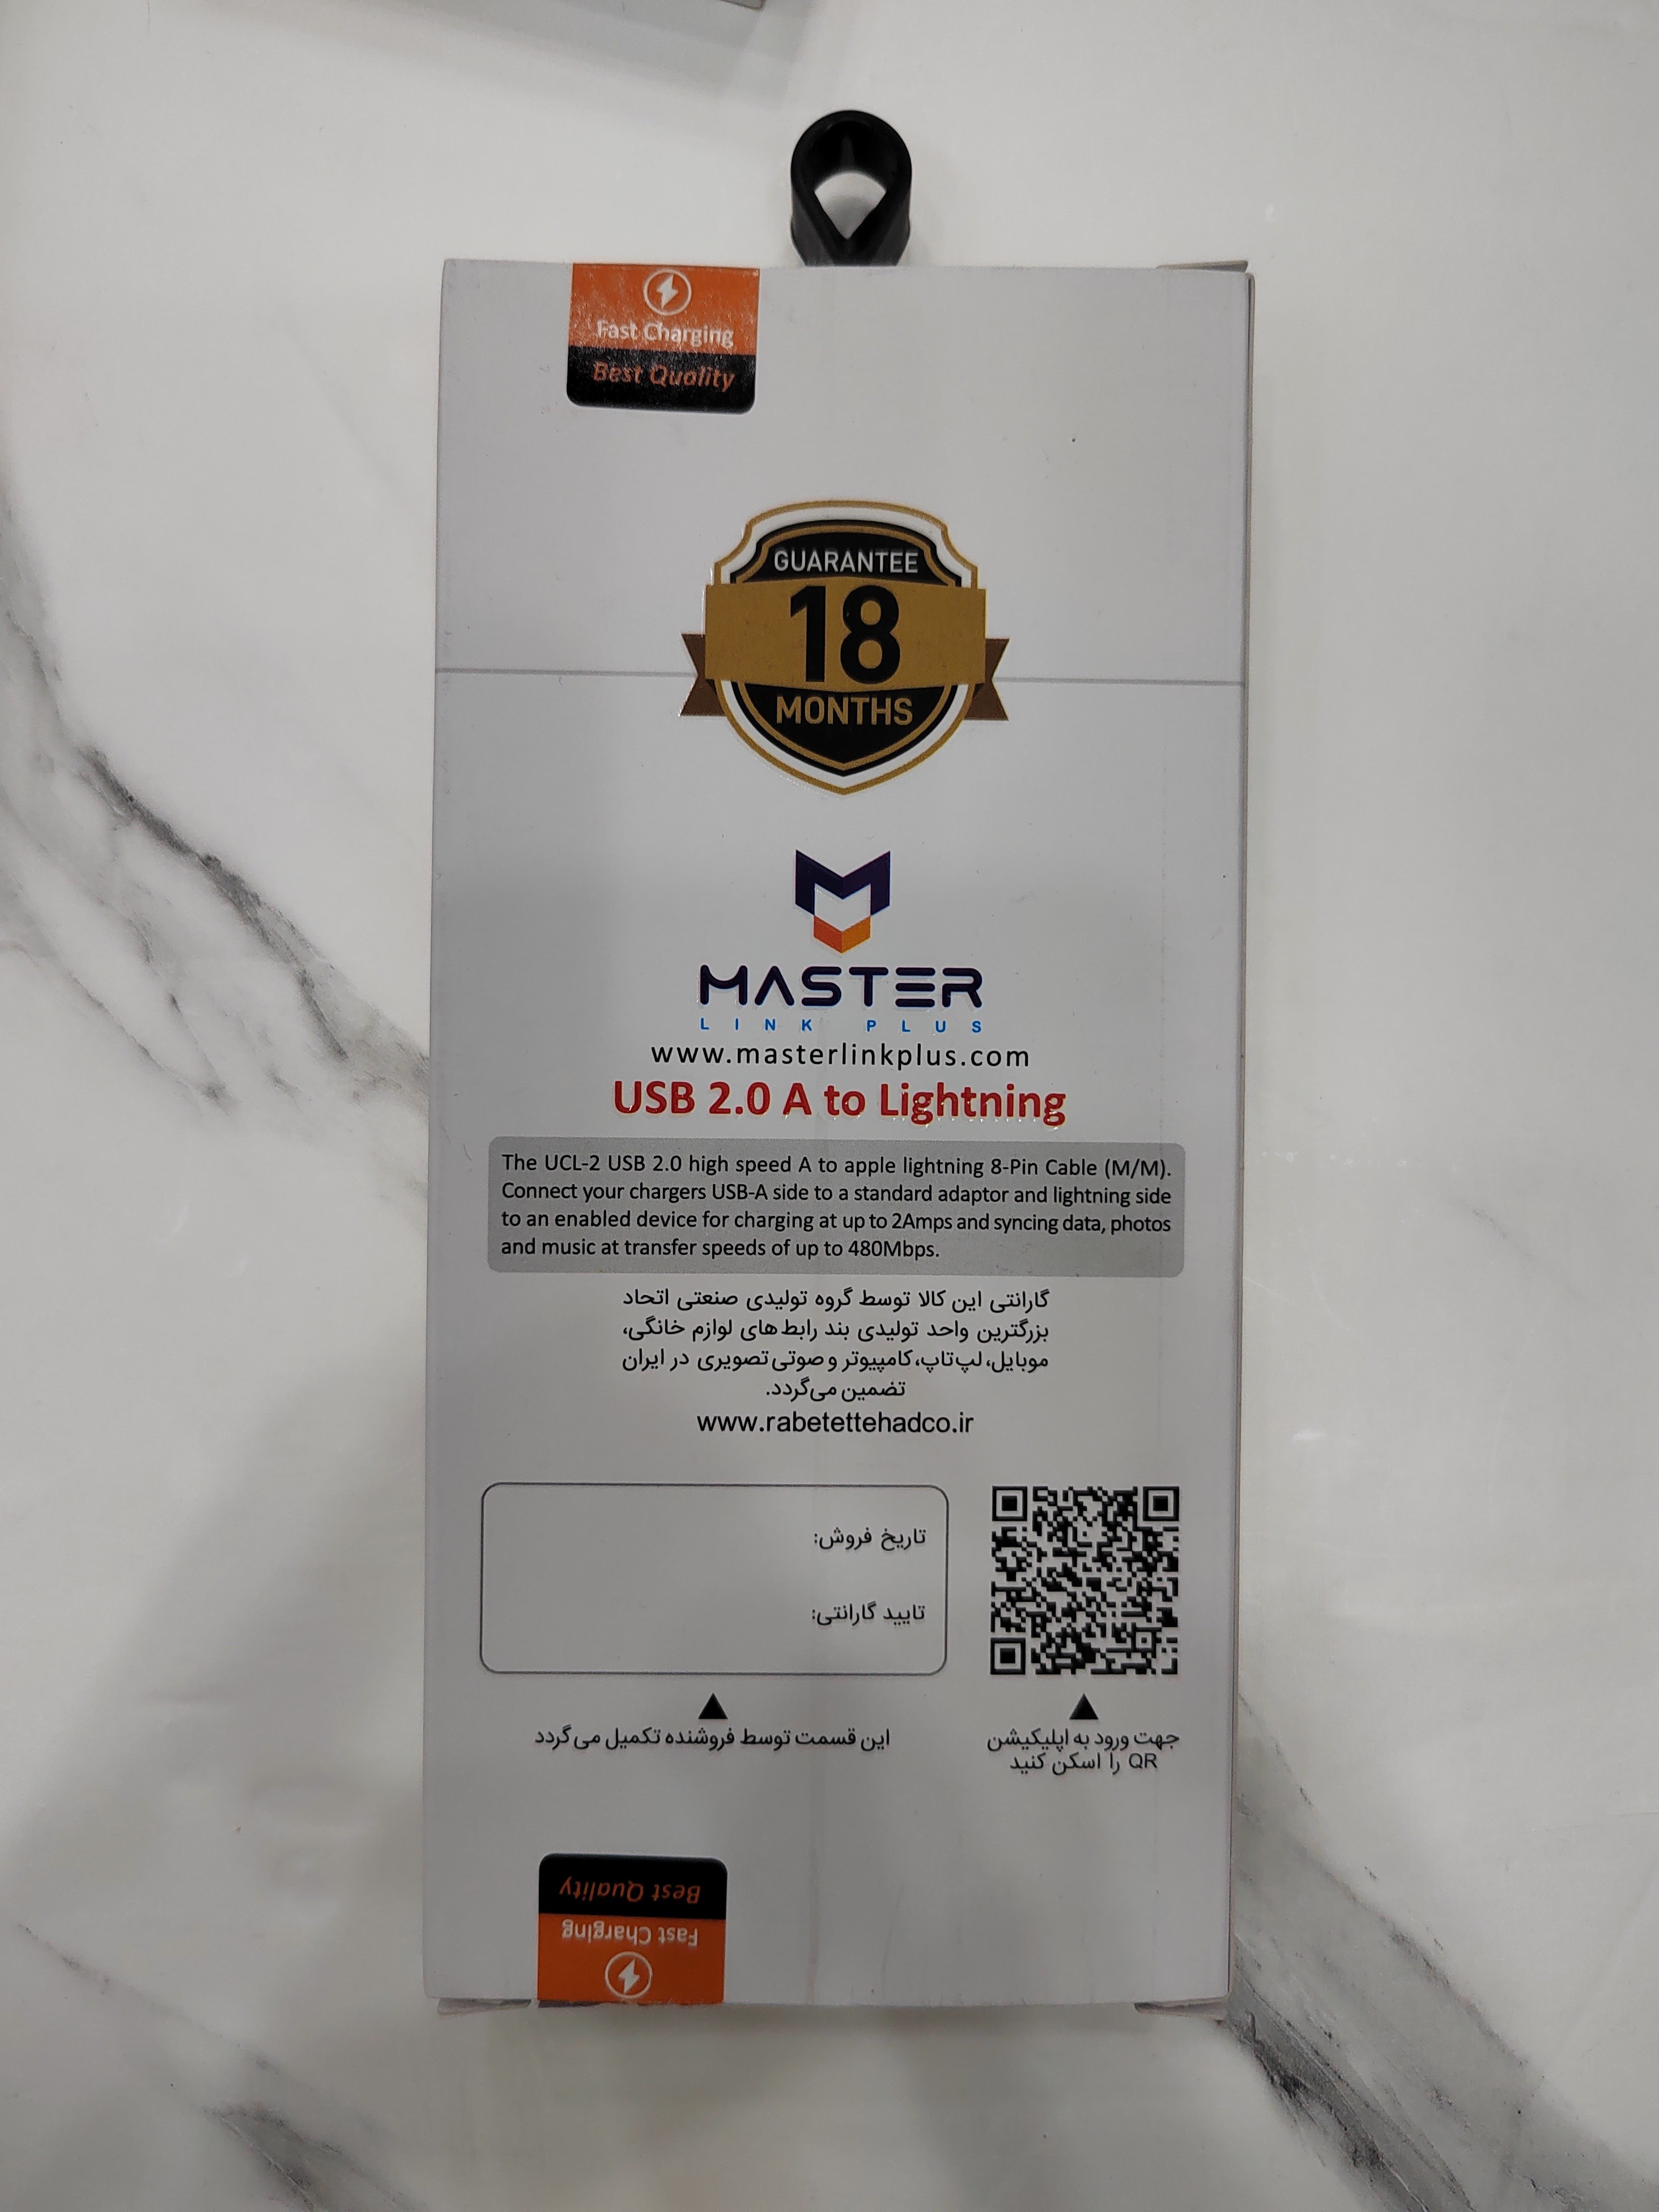 Fast Charging
Best Quality
GUARANTEE
18
MONTHS
MASTER
LINK PLUS
www.masterlinkplus.com
USB 2.0 A to Lightning
The UCL-2 USB 2.0 high speed A to apple lightning 8-Pin Cable (M/M).
Connect your chargers USB-A side to a standard adaptor and lightning side
to an enabled device for charging at up to 2Amps and syncing data, photos
and music at transfer speeds of up to 480Mbps.
گارانتی این کالا توسط گروه تولیدی صنعتی اتحاد
بزرگترین واحد تولیدی بند رابط های لوازم خانگی،
موبایل، لپ‌تاپ، کامپیوتر و صوتی تصویری در ایران
تضمین می‌گردد.
www.rabetettehadco.ir
تاریخ فروش:
تایید گارانتی:
این قسمت توسط فروشنده تکمیل می‌گردد
جهت ورود به اپلیکیشن
QR را اسکن کنید
Best Quality
Fast Charging